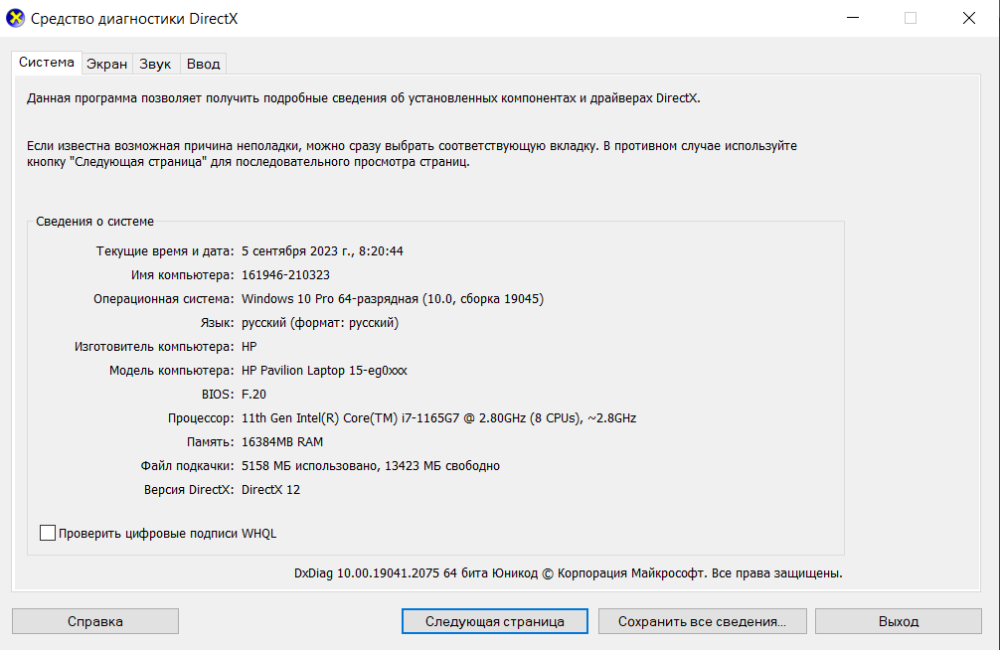 Средство диагностики DirectX
Система Экран Звук Ввод
Данная программа позволяет получить подробные сведения об установленных компонентах и драйверах DirectX.
Если известна возможная причина неполадки, можно сразу выбрать соответствующую вкладку. В противном случае используйте
кнопку "Следующая страница" для последовательного просмотра страниц.
Сведения о системе
Текущие время и дата: 5 сентября 2023 г., 8:20:44
Имя компьютера: 161946-210323
Операционная система: Windows 10 Pro 64-разрядная (10.0, сборка 19045)
Язык: русский (формат: русский)
Изготовитель компьютера: HP
Модель компьютера: HP Pavilion Laptop 15-eg0xxx
BIOS: F.20
Процессор: 11th Gen Intel(R) Core(TM) i7-1165G7 @ 2.80GHz (8 CPUs), ~2.8GHz
Память: 16384MB RAM
Файл подкачки: 5158 МБ использовано, 13423 МБ свободно
Версия DirectX: DirectX 12
Проверить цифровые подписи WHQL
DxDiag 10.00.19041.2075 64 бита Юникод © Корпорация Майкрософт. Все права защищены.
Справка Следующая страница Сохранить все сведения... Выход